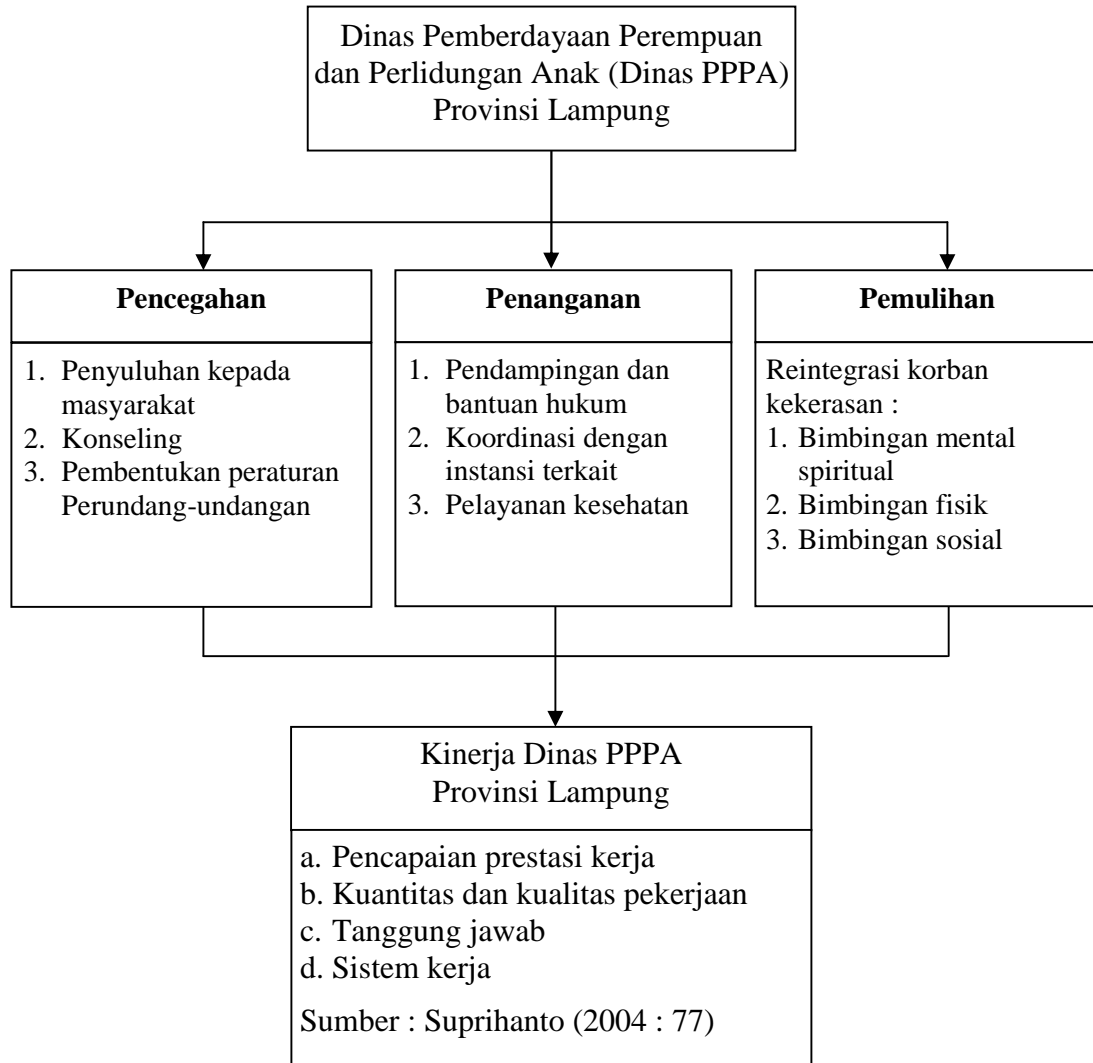 Dinas Pemberdayaan Perempuan
dan Perlidungan Anak (Dinas PPPA)
Provinsi Lampung
Pencegahan
1. Penyuluhan kepada
masyarakat
2. Konseling
3. Pembentukan peraturan
Perundang-undangan
Penanganan
1. Pendampingan dan
bantuan hukum
2. Koordinasi dengan
instansi terkait
3. Pelayanan kesehatan
Pemulihan
Reintegrasi korban
kekerasan :
1. Bimbingan mental
spiritual
2. Bimbingan fisik
3. Bimbingan sosial
Kinerja Dinas PPPA
Provinsi Lampung
a. Pencapaian prestasi kerja
b. Kuantitas dan kualitas pekerjaan
c. Tanggung jawab
d. Sistem kerja
Sumber : Suprihanto (2004 : 77)